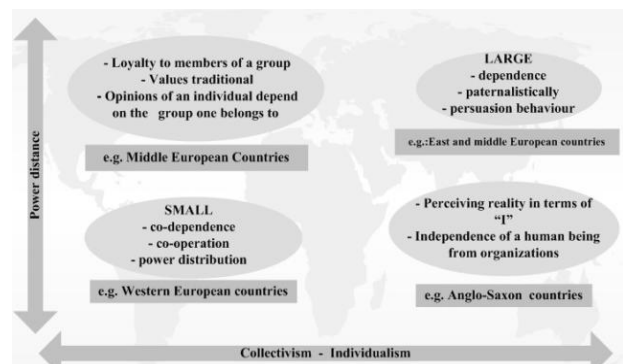 - Loyalty to members of a group
- Values traditional
- Opinions of an individual depend
on the group one belongs to
e.g. Middle European Countries
LARGE
- dependence
- paternalistically
- persuasion behaviour
e.g.:East and middle European countries
Power distance
SMALL
- co-dependence
- co-operation
- power distribution
e.g. Western European countries
- Perceiving reality in terms of
“I”
- Independence of a human being
from organizations
e.g. Anglo-Saxon countries
Collectivism - Individualism